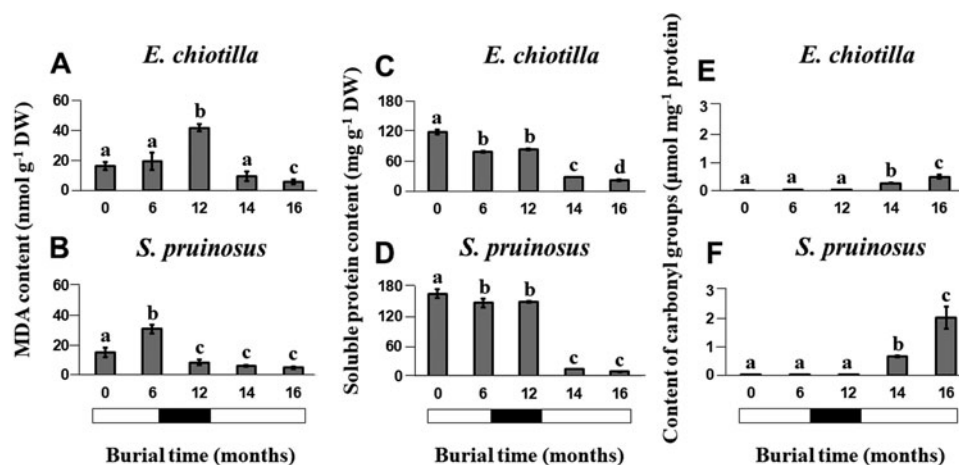 A
E. chiotilla
MDA content (nmol g⁻¹ DW)
60
40
20
0
a
a
b
a
c
0 6 12 14 16
B
S. pruinosus
60
40
20
0
a
b
c
c
c
0 6 12 14 16
Burial time (months)
C
E. chiotilla
Soluble protein content (mg g⁻¹ DW)
180
120
60
0
a
b
b
c
d
0 6 12 14 16
D
S. pruinosus
180
120
60
0
a
b
b
c
c
0 6 12 14 16
Burial time (months)
E
E. chiotilla
Content of carbonyl groups (µmol mg⁻¹ protein)
3
2
1
0
a
a
a
b
c
0 6 12 14 16
F
S. pruinosus
3
2
1
0
a
a
a
b
c
0 6 12 14 16
Burial time (months)